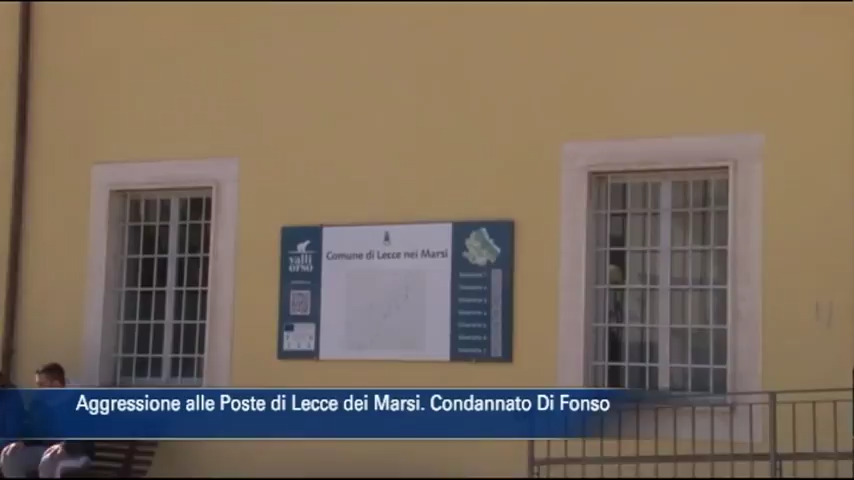 Comune di Lecce nei Marsi
valli
orso
Aggressione alle Poste di Lecce dei Marsi. Condannato Di Fonso